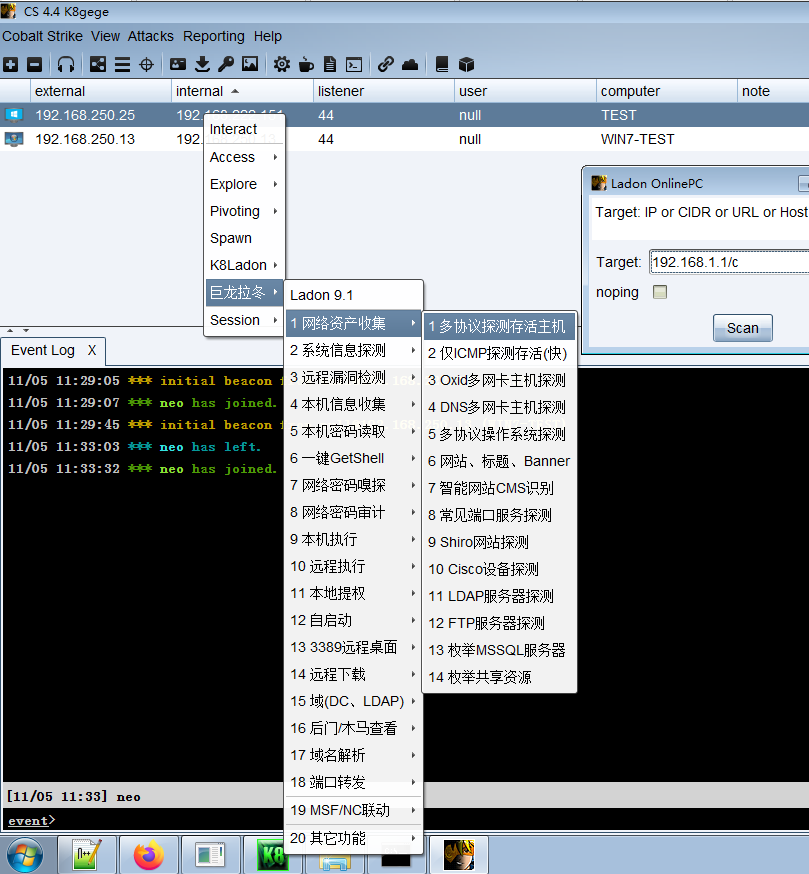 CS 4.4 K8gege
Cobalt Strike View Attacks Reporting Help
external internal listener user computer note
192.168.250.25 44 null TEST
192.168.250.13 44 null WIN7-TEST
Interact
Access
Explore
Pivoting
Spawn
K8Ladon
巨龙拉冬
Session
Ladon 9.1
1 网络资产收集
2 系统信息探测
3 远程漏洞检测
4 本机信息收集
5 本机密码读取
6 一键GetShell
7 网络密码嗅探
8 网络密码审计
9 本机执行
10 远程执行
11 本地提权
12 自启动
13 3389远程桌面
14 远程下载
15 域(DC、LDAP)
16 后门/木马查看
17 域名解析
18 端口转发
19 MSF/NC联动
20 其它功能
1 多协议探测存活主机
2 仅ICMP探测存活(快)
3 Oxid多网卡主机探测
4 DNS多网卡主机探测
5 多协议操作系统探测
6 网站、标题、Banner
7 智能网站CMS识别
8 常见端口服务探测
9 Shiro网站探测
10 Cisco设备探测
11 LDAP服务器探测
12 FTP服务器探测
13 枚举MSSQL服务器
14 枚举共享资源
Ladon OnlinePC
Target: IP or CIDR or URL or Host
Target: 192.168.1.1/c
noping
Scan
Event Log X
11/05 11:29:05 *** initial beacon
11/05 11:29:07 *** neo has joined.
11/05 11:29:45 *** initial beacon
11/05 11:33:03 *** neo has left.
11/05 11:33:32 *** neo has joined.
[11/05 11:33] neo
event>
K8